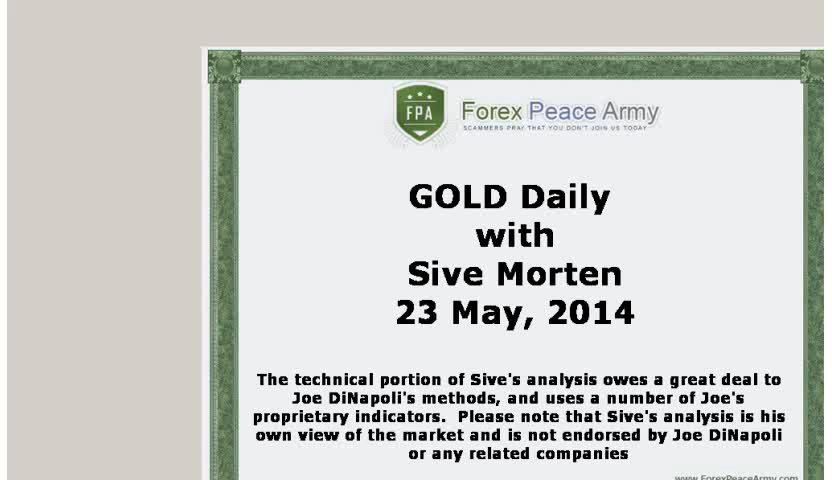 FPA
Forex Peace Army
SCAMMERS PRAY THAT YOU DON'T JOIN US TODAY
GOLD Daily
with
Sive Morten
23 May, 2014
The technical portion of Sive's analysis owes a great deal to
Joe DiNapoli's methods, and uses a number of Joe's
proprietary indicators.  Please note that Sive's analysis is his
own view of the market and is not endorsed by Joe DiNapoli
or any related companies
www.ForexPeaceArmy.com